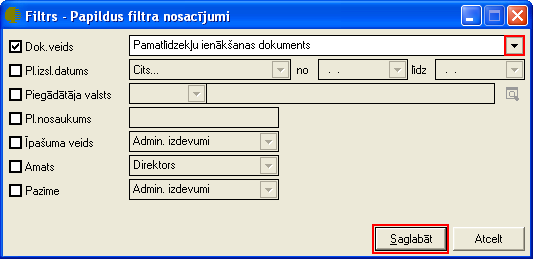 Filtrs - Papildus filtra nosacījumi
Dok.veids Pamatlīdzekļu ienākšanas dokuments
Pl.izsl.datums Cits... no . . līdz . .
Piegādātāja valsts
Pl.nosaukums
Īpašuma veids Admin. izdevumi
Amats Direktors
Pazīme Admin. izdevumi
Saglabāt Atcelt